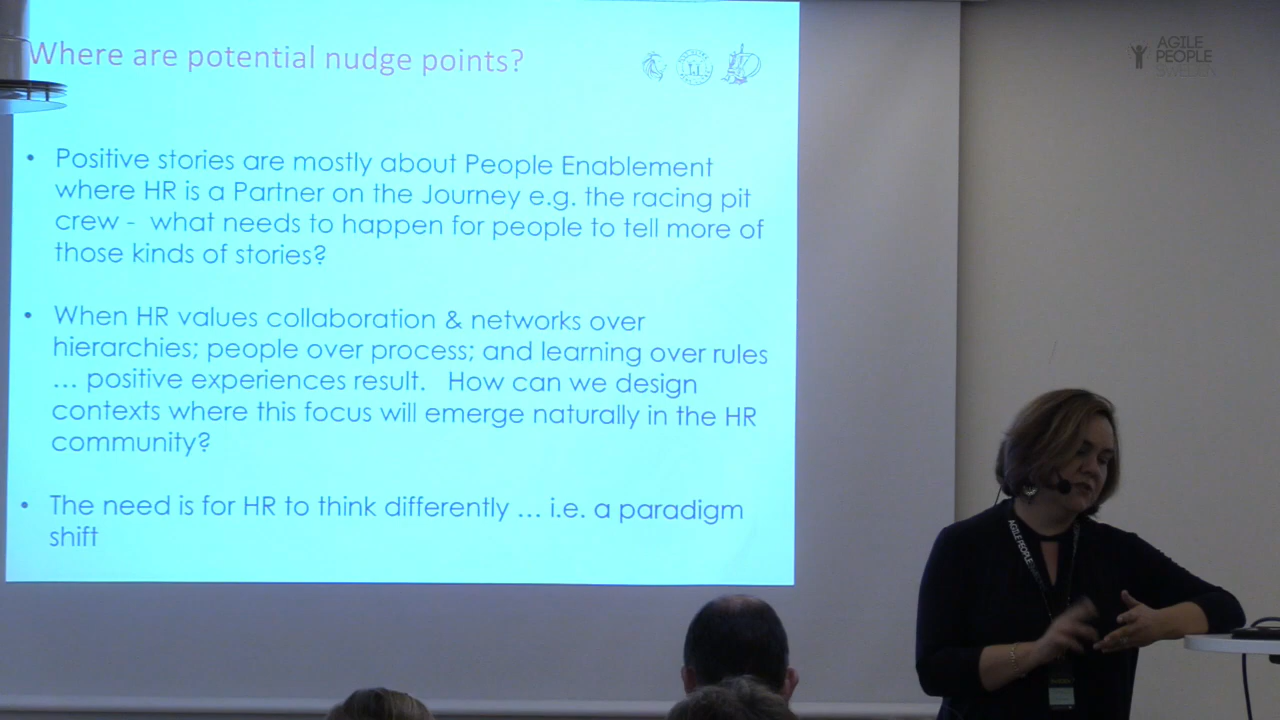 Where are potential nudge points?
AGILE
PEOPLE
SWEDEN
• Positive stories are mostly about People Enablement
where HR is a Partner on the Journey e.g. the racing pit
crew - what needs to happen for people to tell more of
those kinds of stories?
• When HR values collaboration & networks over
hierarchies; people over process; and learning over rules
… positive experiences result. How can we design
contexts where this focus will emerge naturally in the HR
community?
• The need is for HR to think differently … i.e. a paradigm
shift
AGILE PEOPLE